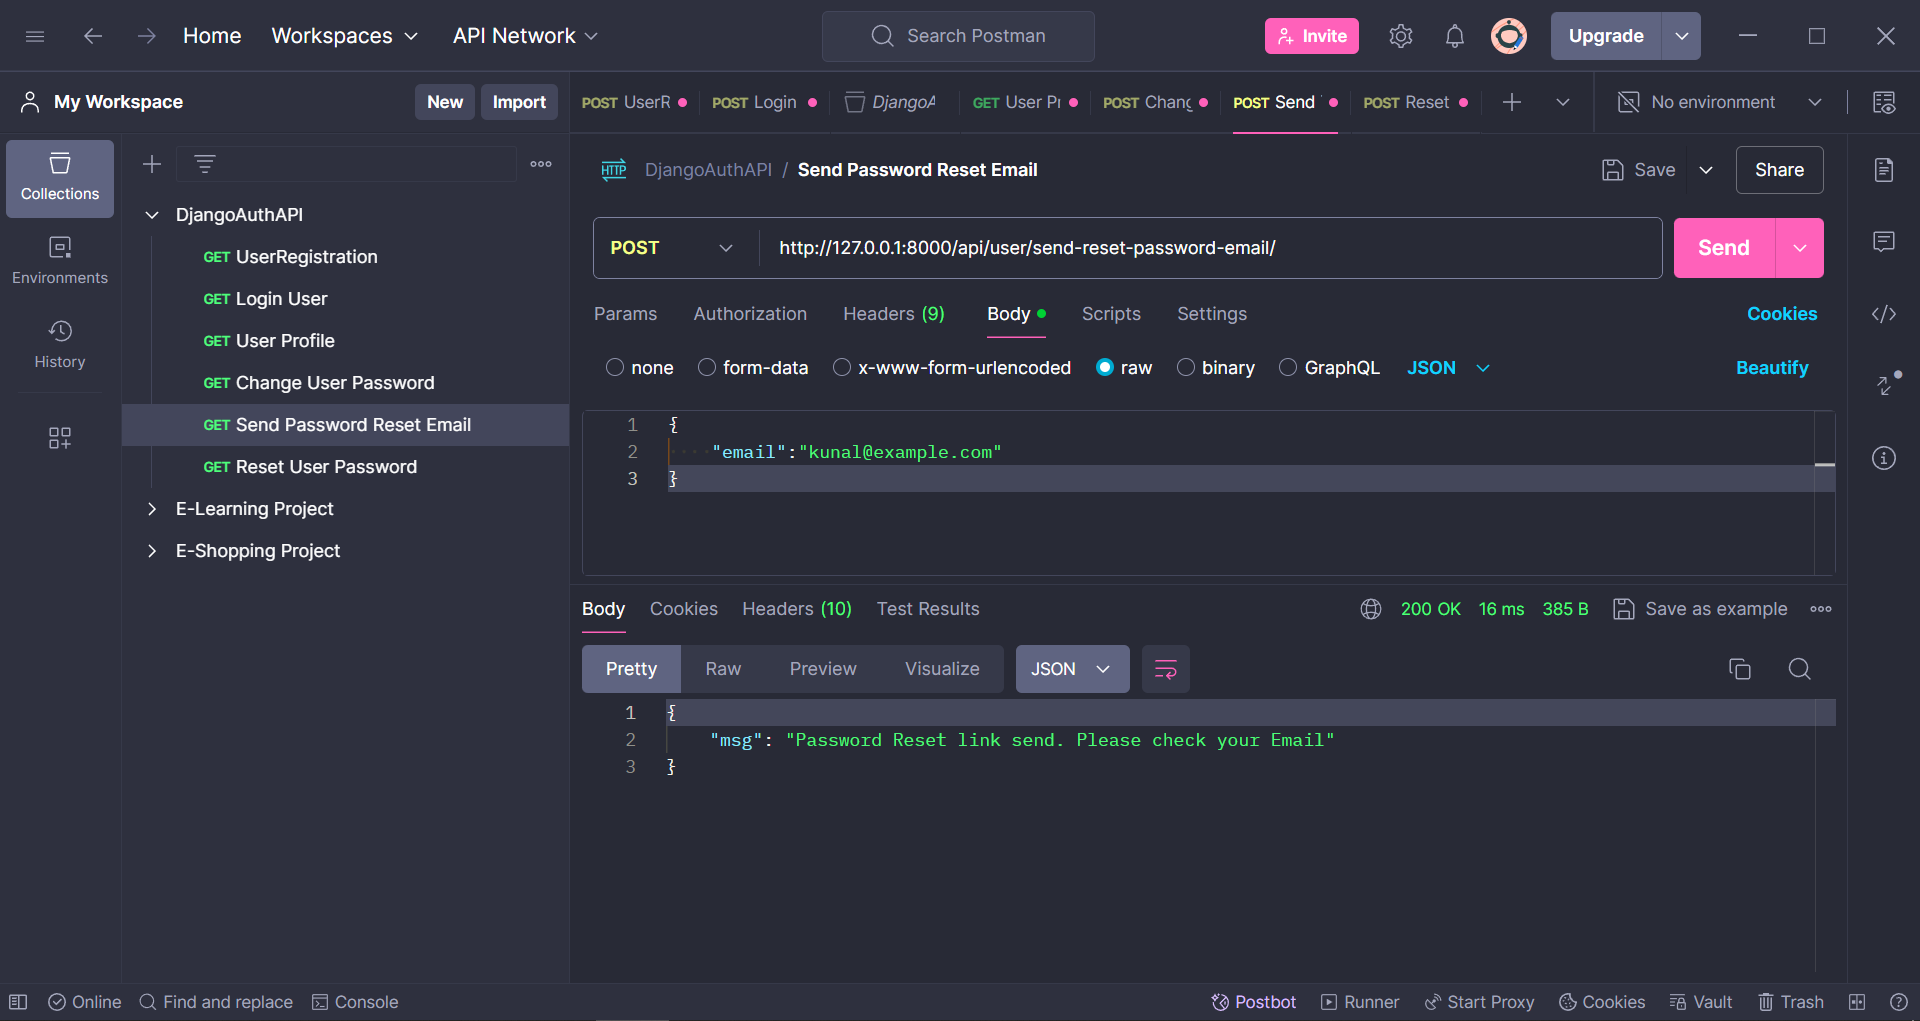 Home Workspaces API Network Search Postman Invite Upgrade
My Workspace New Import POST UserR POST Login DjangoA GET User Pr POST Chang POST Send POST Reset No environment
Collections
Environments
History
DjangoAuthAPI
GET UserRegistration
GET Login User
GET User Profile
GET Change User Password
GET Send Password Reset Email
GET Reset User Password
E-Learning Project
E-Shopping Project
HTTP DjangoAuthAPI / Send Password Reset Email Save Share
POST http://127.0.0.1:8000/api/user/send-reset-password-email/ Send
Params Authorization Headers (9) Body Scripts Settings Cookies
none form-data x-www-form-urlencoded raw binary GraphQL JSON Beautify
1 {
2 "email":"kunal@example.com"
3 }
Body Cookies Headers (10) Test Results 200 OK 16 ms 385 B Save as example
Pretty Raw Preview Visualize JSON
1 {
2 "msg": "Password Reset link send. Please check your Email"
3 }
Online Find and replace Console Postbot Runner Start Proxy Cookies Vault Trash